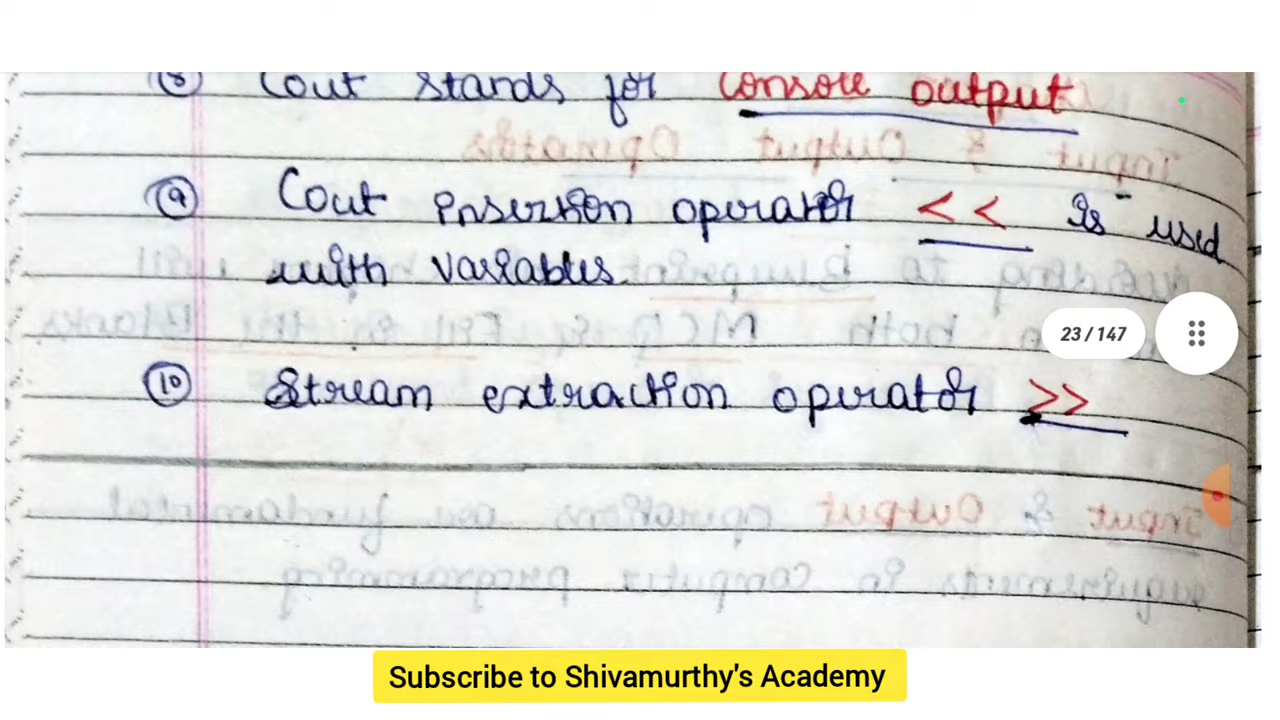 ⑧ Cout stands for Console output
⑨ Cout insertion operator << is used
with variables.
23 / 147
⑩ Stream extraction operator >>
Subscribe to Shivamurthy's Academy